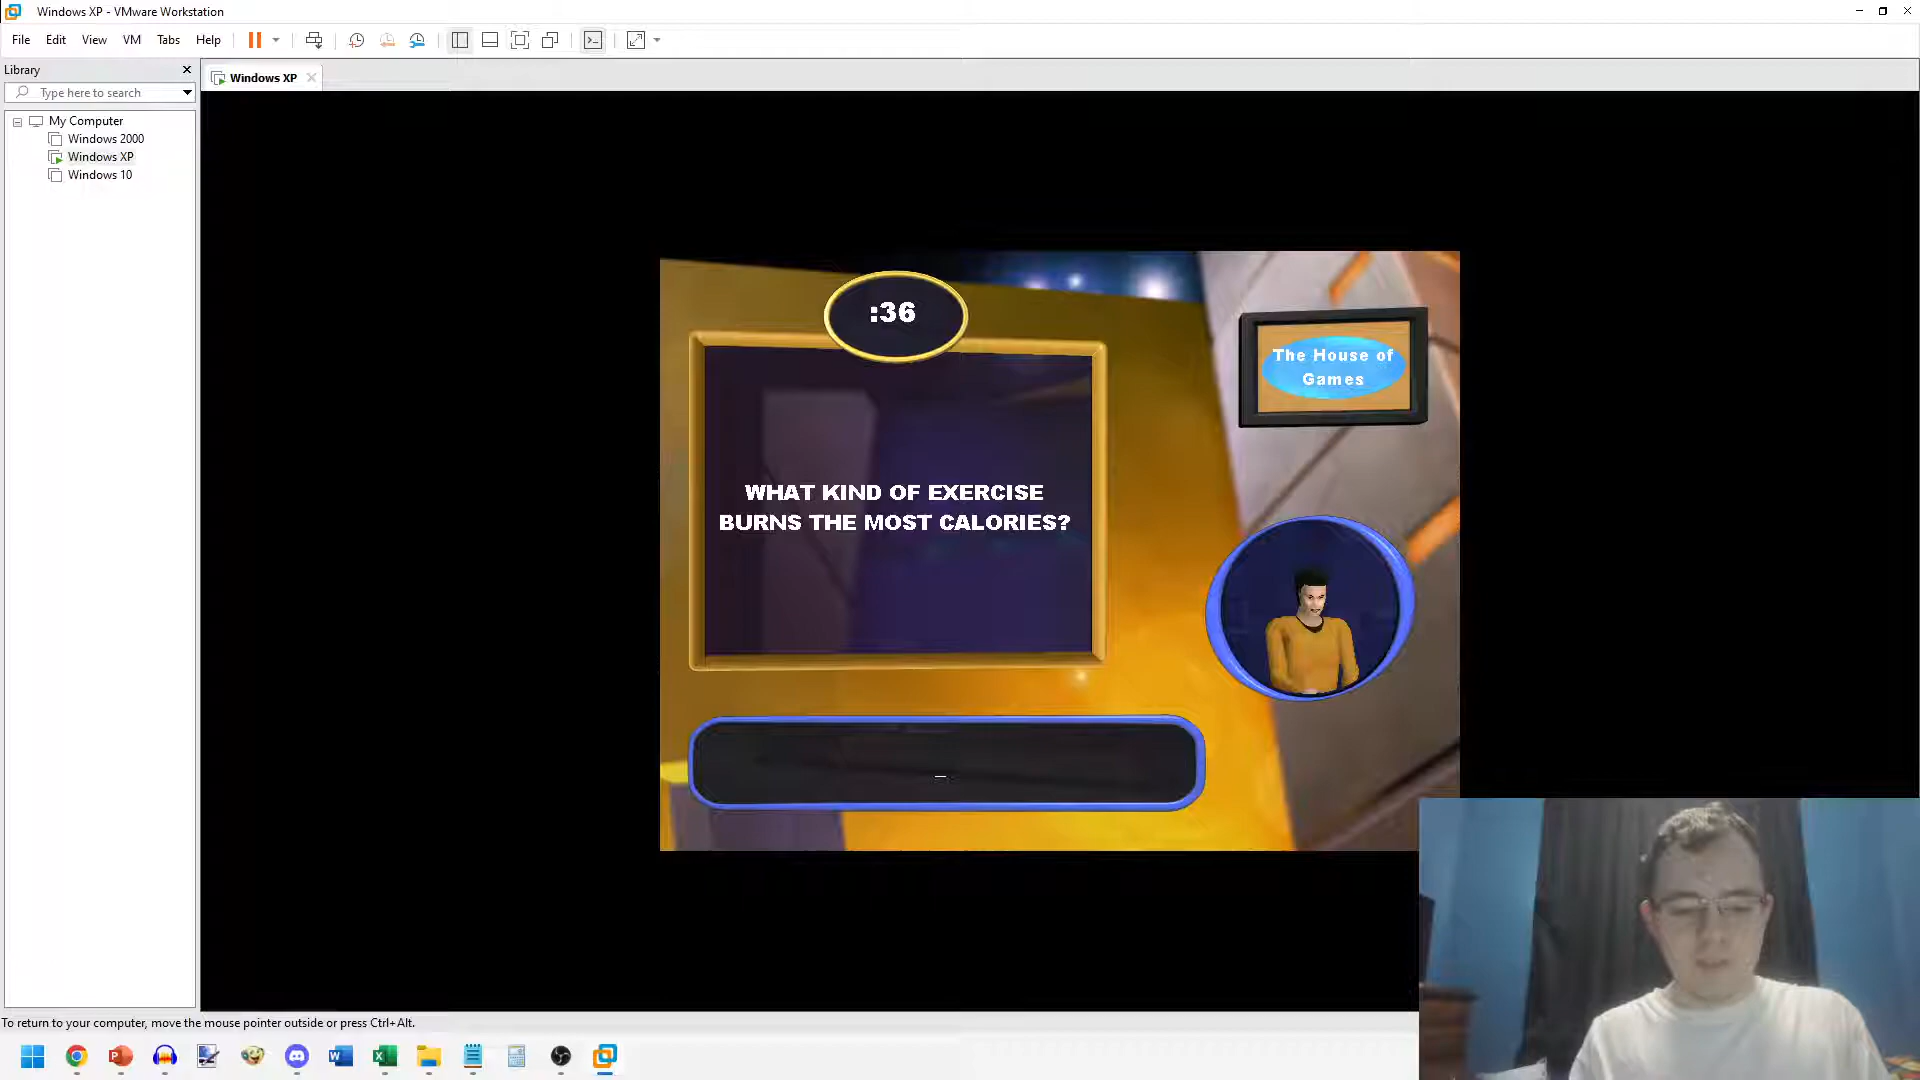 Windows XP - VMware Workstation
File Edit View VM Tabs Help
Library
Type here to search
My Computer
Windows 2000
Windows XP
Windows 10
Windows XP
:36
WHAT KIND OF EXERCISE
BURNS THE MOST CALORIES?
The House of
Games
To return to your computer, move the mouse pointer outside or press Ctrl+Alt.